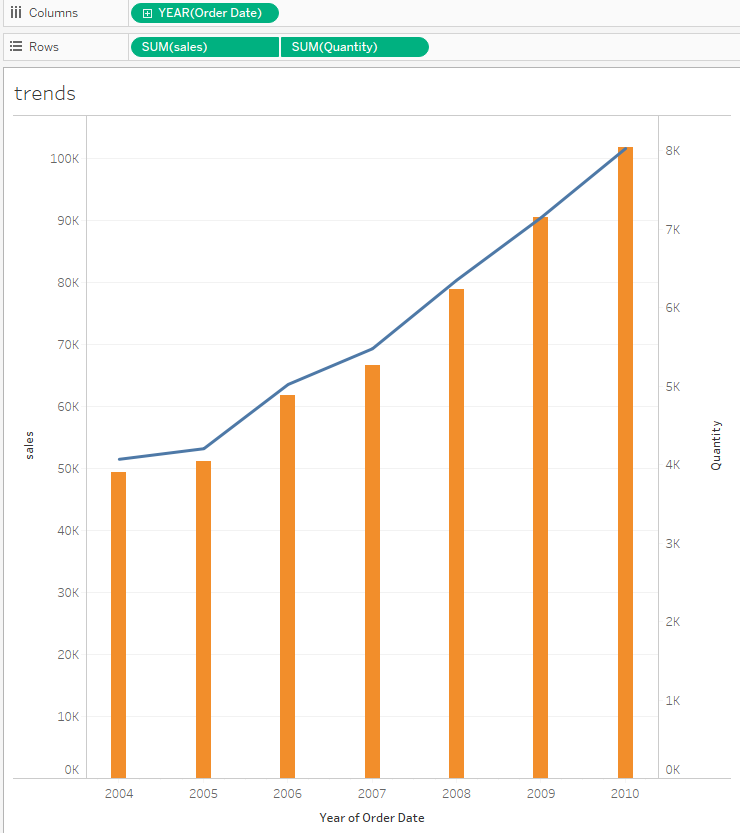 Columns
YEAR(Order Date)
Rows
SUM(sales)
SUM(Quantity)
trends
100K
90K
80K
70K
60K
50K
40K
30K
20K
10K
0K
sales
8K
7K
6K
5K
4K
3K
2K
1K
0K
Quantity
2004
2005
2006
2007
2008
2009
2010
Year of Order Date